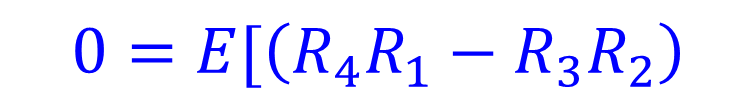 0 = E[(R₄R₁ − R₃R₂)